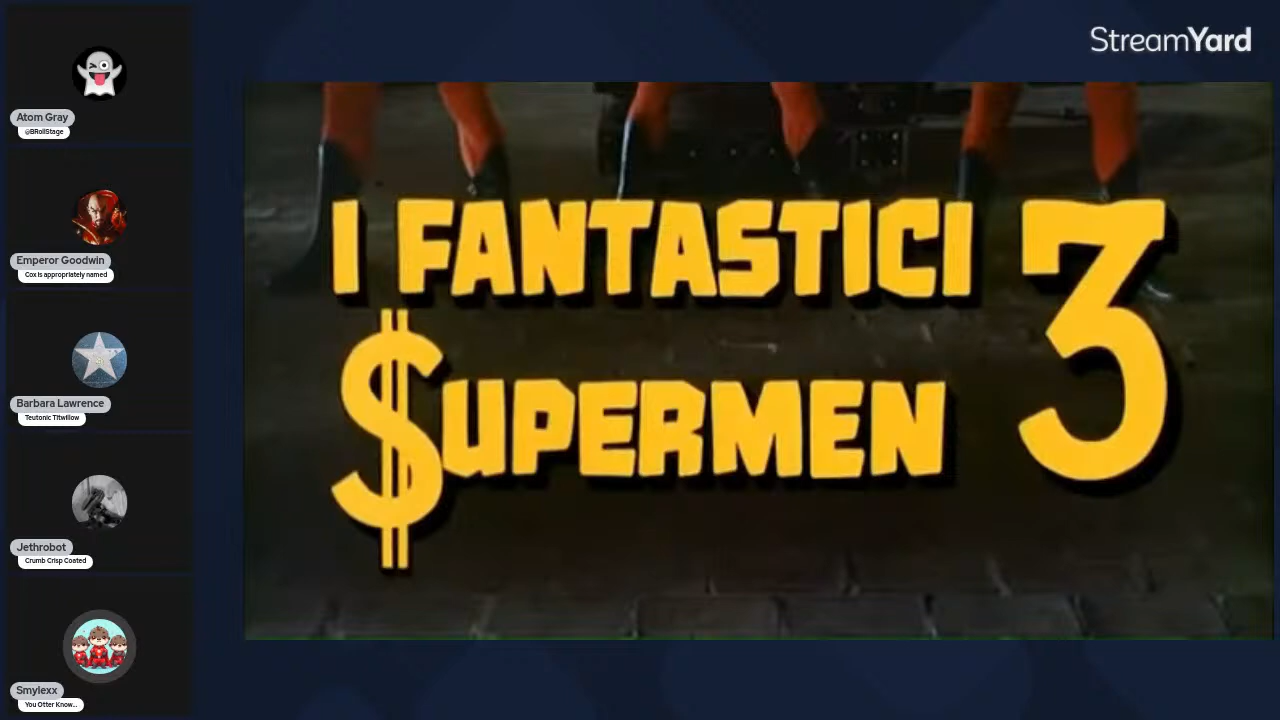 StreamYard
Atom Gray
@BRollStage
Emperor Goodwin
Cox is appropriately named
Barbara Lawrence
Teutonic Titwillow
Jethrobot
Crumb Crisp Coated
Smylexx
You Otter Know...
I FANTASTICI 3
$UPERMEN